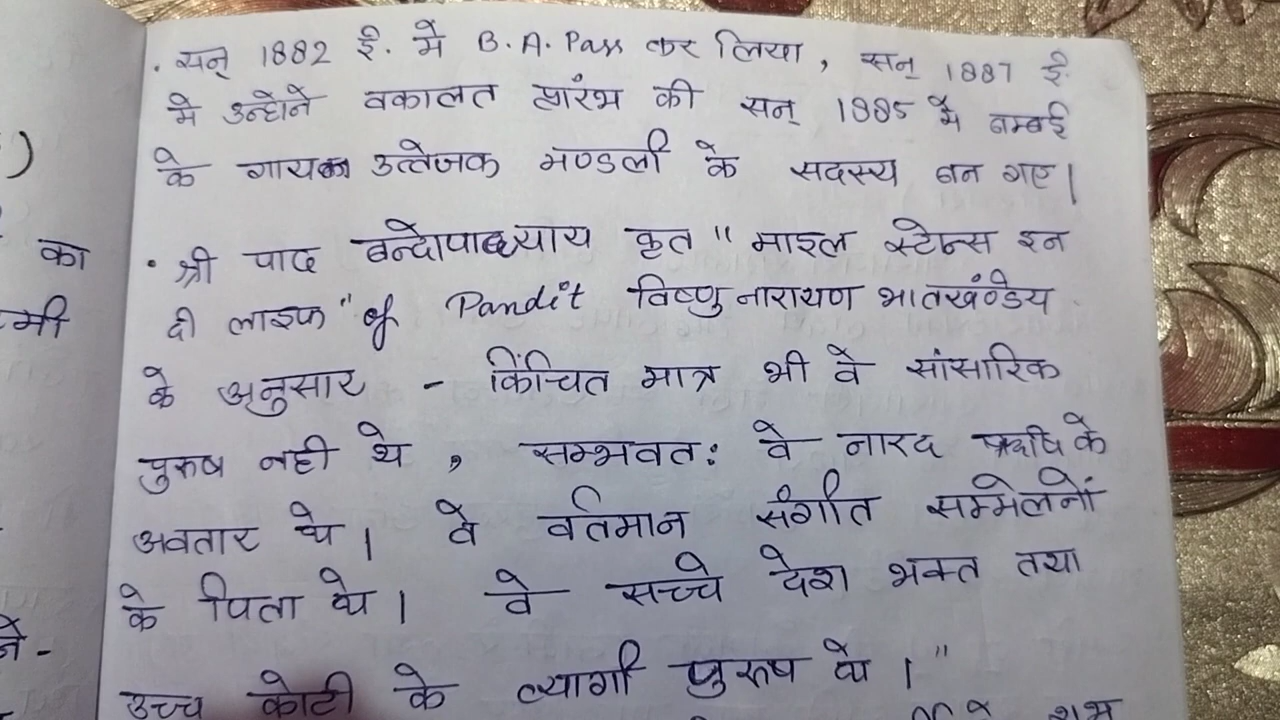 )
का
मी
ने -
. सन् 1882 ई. मे B. A. Pass कर लिया , सन् 1887 ई.
मे उन्होने वकालत प्रारंभ की सन् 1885 मे बम्बई
के गायक उत्तेजक मण्डली के सदस्य बन गए।
• श्री पाद बन्दोपाध्याय कृत " माइल स्टोन्स इन
दी लाइफ " of Pandit विष्णु नारायण भातखंण्डेय
के अनुसार - किंचित मात्र भी वे सांसारिक
पुरुष नही थे , सम्भवत: वे नारद ऋषि के
अवतार थे । वे वर्तमान संगीत सम्मेलनों
के पिता थे । वे सच्चे देश भक्त तथा
उच्च कोटी के त्यागी पुरुष थे । "